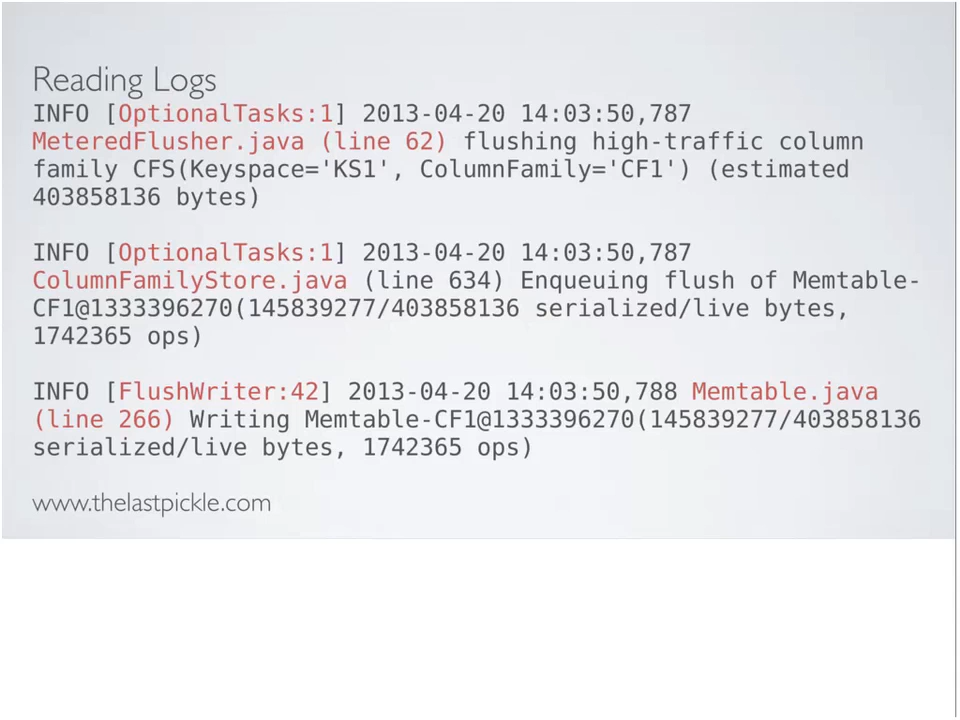 Reading Logs
INFO [OptionalTasks:1] 2013-04-20 14:03:50,787
MeteredFlusher.java (line 62) flushing high-traffic column
family CFS(Keyspace='KS1', ColumnFamily='CF1') (estimated
403858136 bytes)
INFO [OptionalTasks:1] 2013-04-20 14:03:50,787
ColumnFamilyStore.java (line 634) Enqueuing flush of Memtable-
CF1@1333396270(145839277/403858136 serialized/live bytes,
1742365 ops)
INFO [FlushWriter:42] 2013-04-20 14:03:50,788 Memtable.java
(line 266) Writing Memtable-CF1@1333396270(145839277/403858136
serialized/live bytes, 1742365 ops)
www.thelastpickle.com